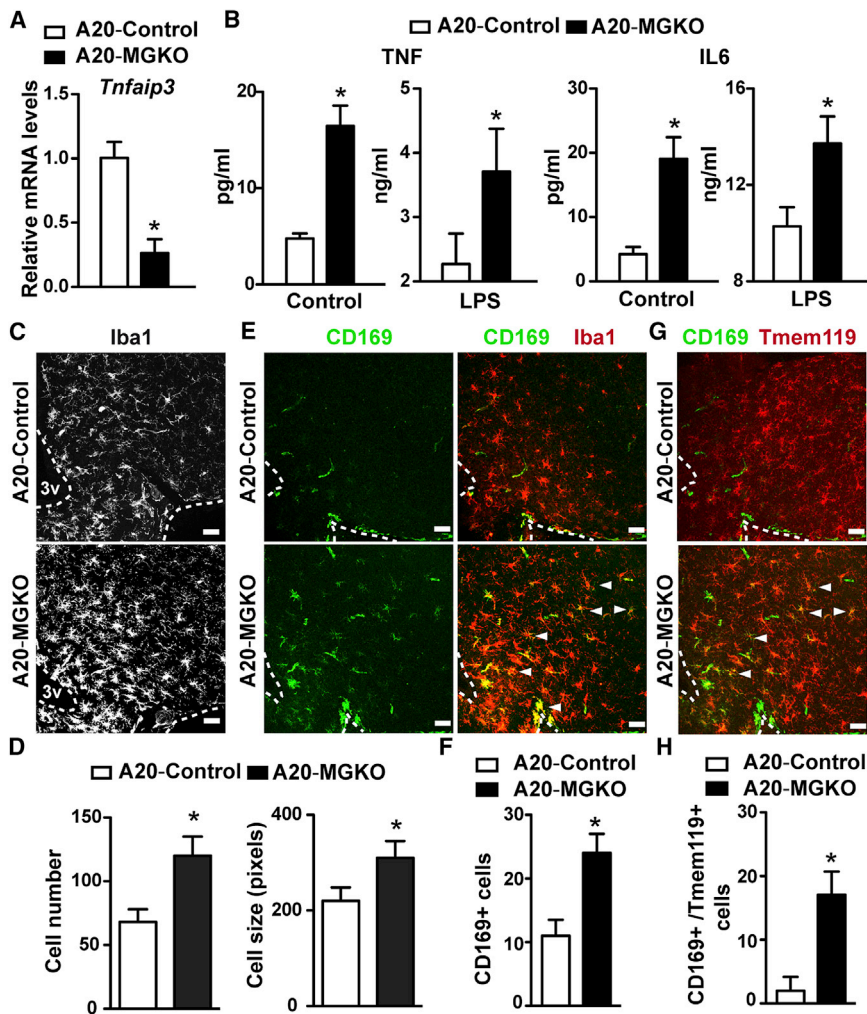 A
A20-Control
A20-MGKO
Tnfaip3
Relative mRNA levels
1.5
1.0
0.5
0.0
*
B
A20-Control A20-MGKO
TNF
IL6
pg/ml
20
10
0
*
Control
ng/ml
5
4
3
2
*
LPS
pg/ml
30
20
10
0
*
Control
ng/ml
16
12
8
*
LPS
C
Iba1
A20-Control
3v
A20-MGKO
3v
E
CD169
CD169 Iba1
A20-Control
A20-MGKO
G
CD169 Tmem119
A20-Control
A20-MGKO
D
A20-Control A20-MGKO
Cell number
150
100
50
0
*
Cell size (pixels)
400
200
0
*
F
A20-Control
A20-MGKO
CD169+ cells
30
20
10
0
*
H
A20-Control
A20-MGKO
CD169+ /Tmem119+
cells
30
20
10
0
*